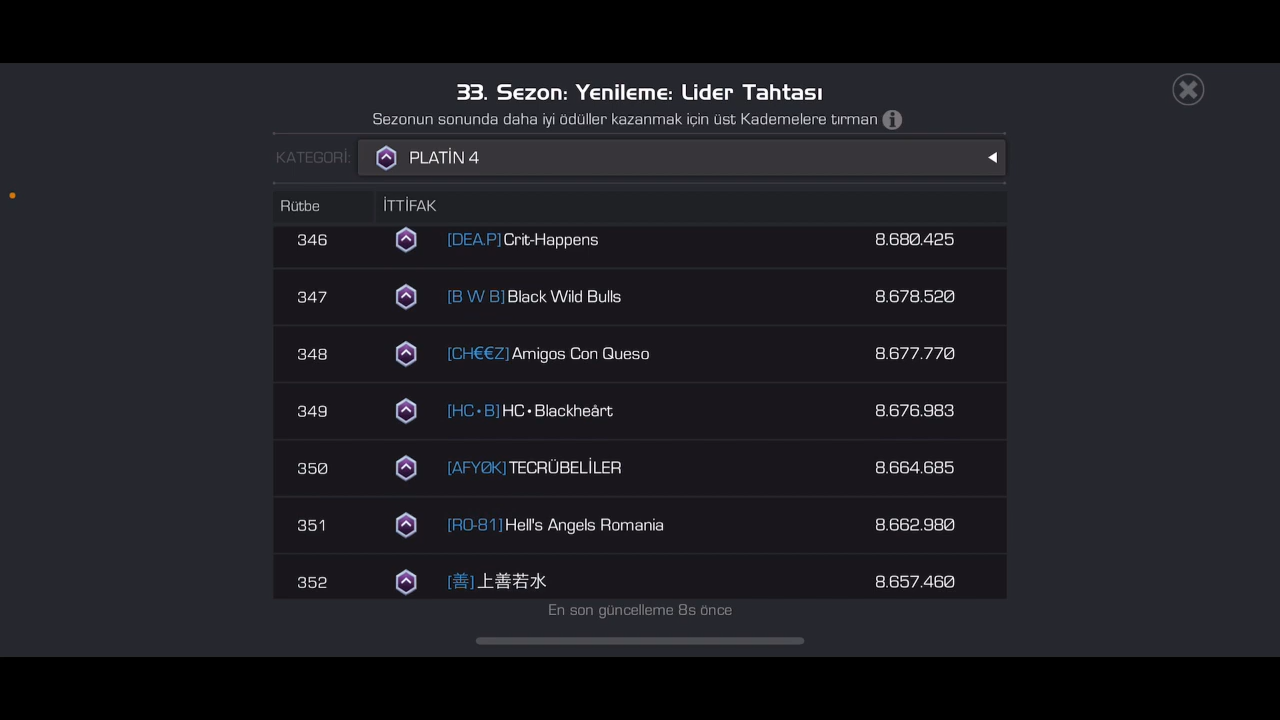 33. Sezon: Yenileme: Lider Tahtası
Sezonun sonunda daha iyi ödüller kazanmak için üst Kademelere tırman
KATEGORİ: PLATİN 4
Rütbe İTTİFAK
346 [DEA.P] Crit-Happens 8.680.425
347 [B W B] Black Wild Bulls 8.678.520
348 [CH€€Z] Amigos Con Queso 8.677.770
349 [HC•B] HC•Blackheårt 8.676.983
350 [AFYØK] TECRÜBELİLER 8.664.685
351 [RO-81] Hell's Angels Romania 8.662.980
352 [善] 上善若水 8.657.460
En son güncelleme 8s önce